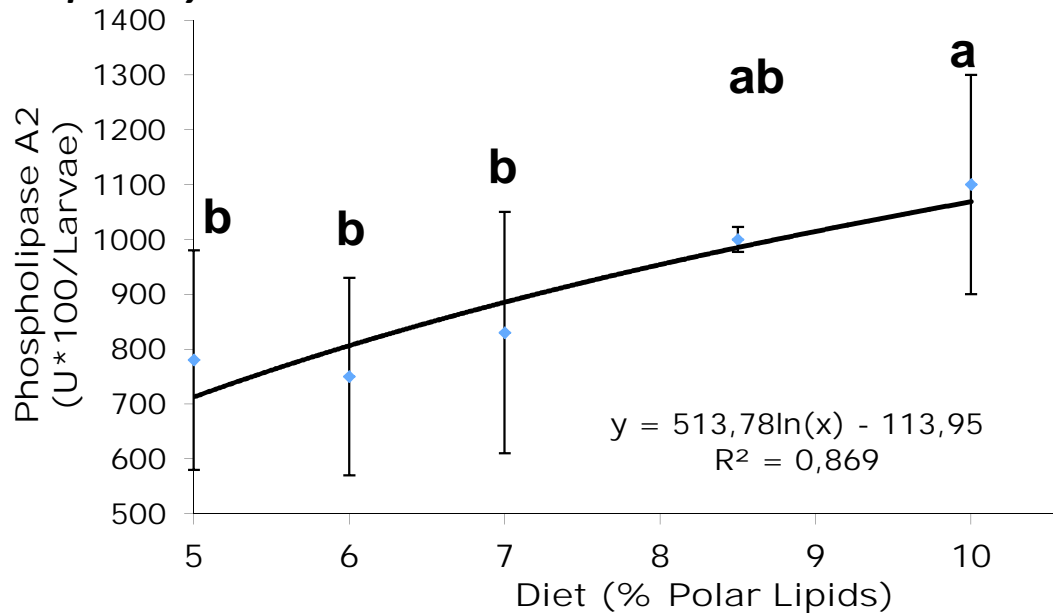 1400
1300
1200
1100
1000
900
800
700
600
500
Phospholipase A2
(U*100/Larvae)
b
b
b
ab
a
y = 513,78ln(x) - 113,95
R² = 0,869
5 6 7 8 9 10
Diet (% Polar Lipids)